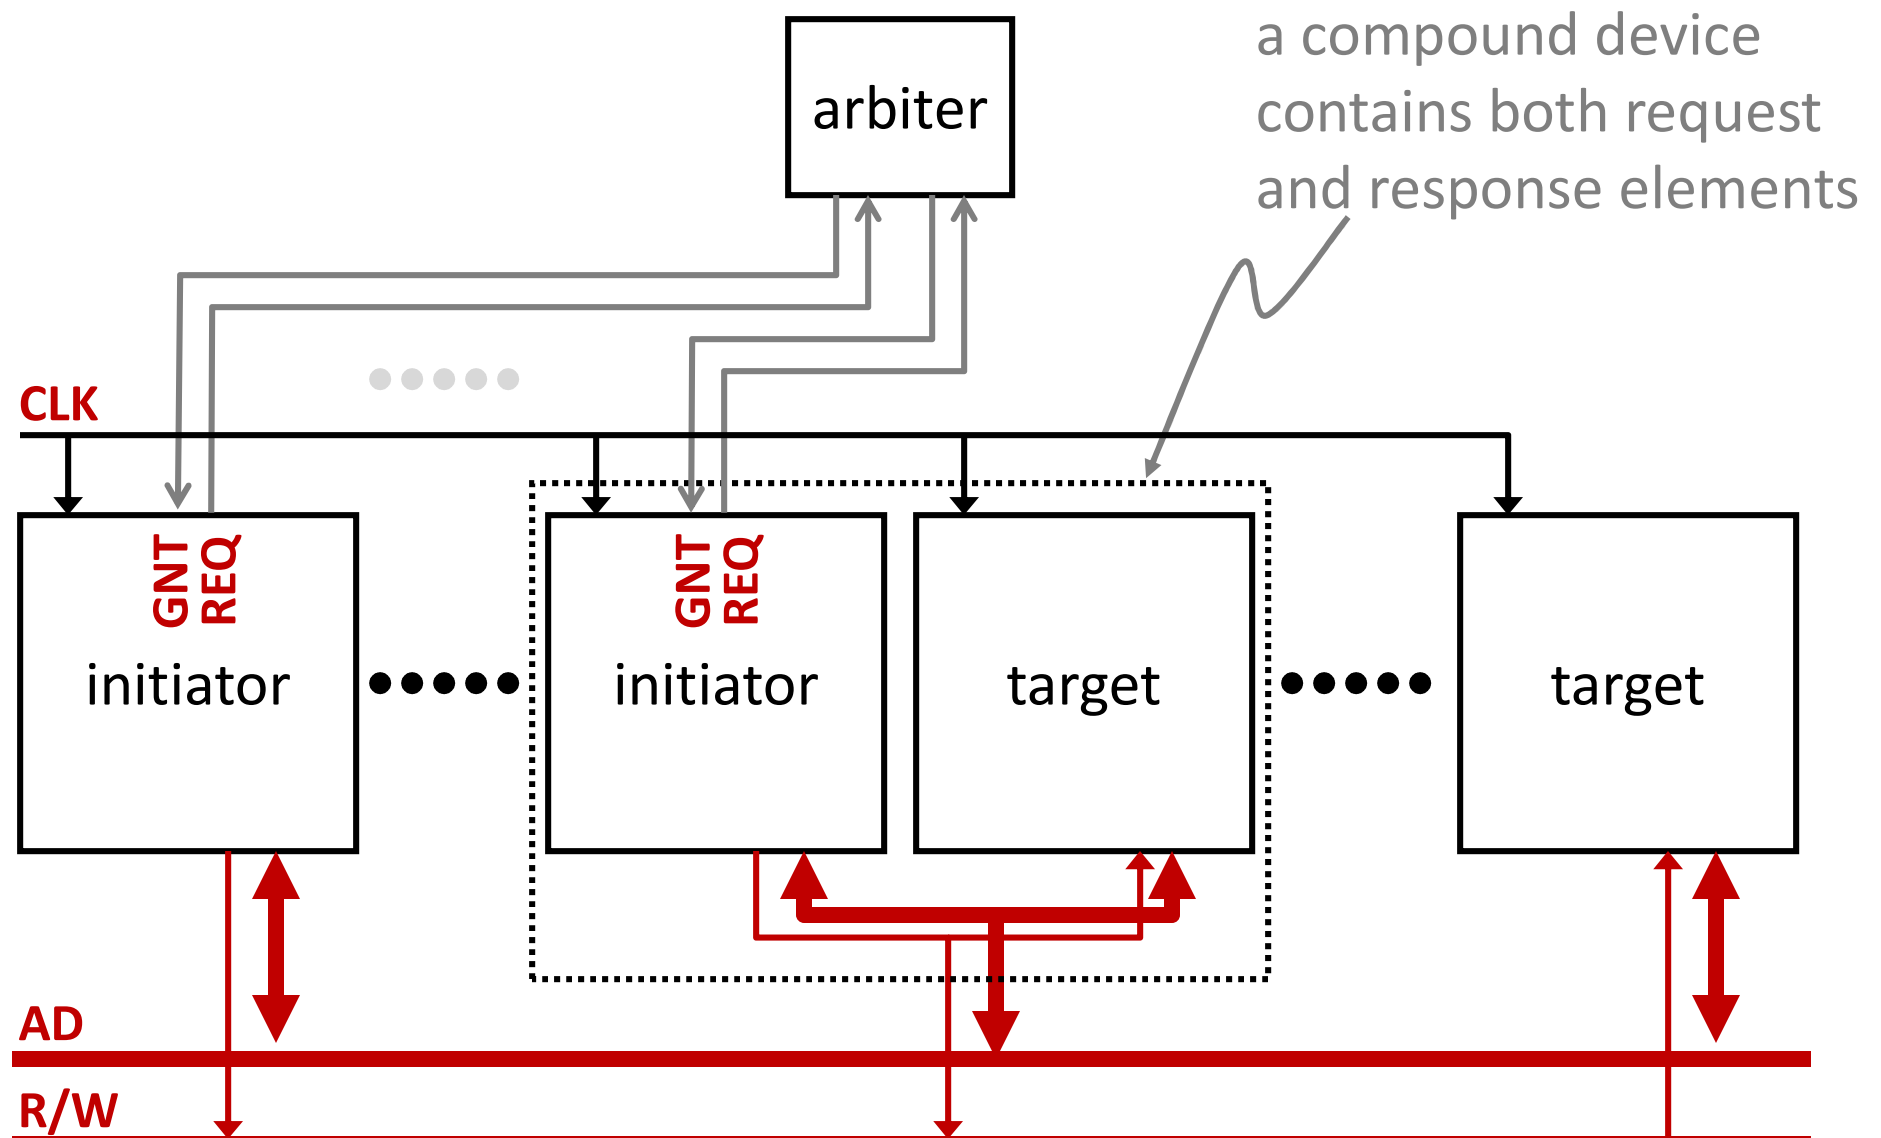 a compound device
contains both request
and response elements
arbiter
CLK
GNT
REQ
initiator
GNT
REQ
initiator
target
target
AD
R/W